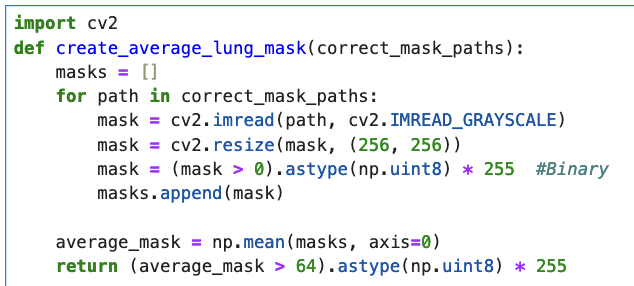 import cv2
def create_average_lung_mask(correct_mask_paths):
    masks = []
    for path in correct_mask_paths:
        mask = cv2.imread(path, cv2.IMREAD_GRAYSCALE)
        mask = cv2.resize(mask, (256, 256))
        mask = (mask > 0).astype(np.uint8) * 255  #Binary
        masks.append(mask)

    average_mask = np.mean(masks, axis=0)
    return (average_mask > 64).astype(np.uint8) * 255